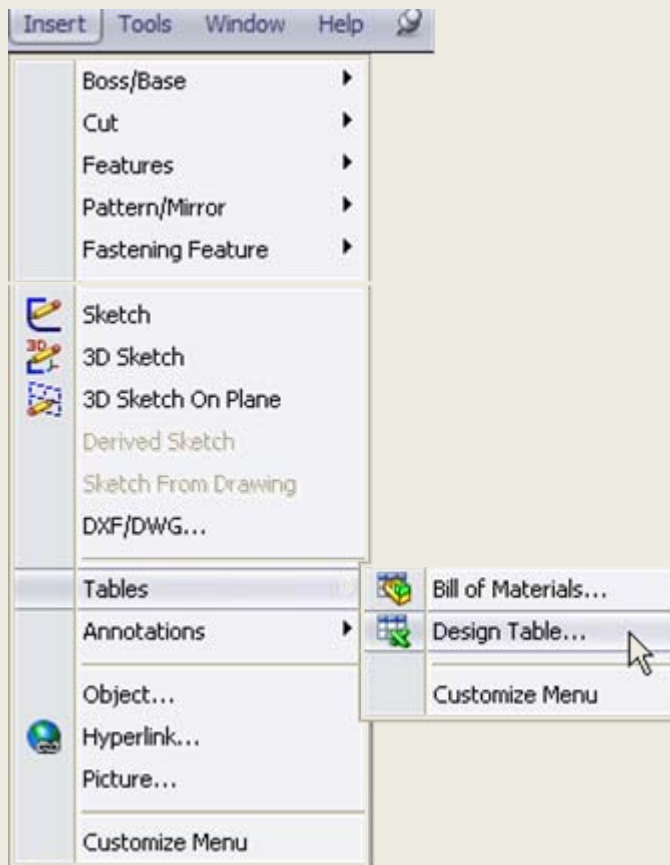 Insert Tools Window Help
Boss/Base
Cut
Features
Pattern/Mirror
Fastening Feature
Sketch
3D
3D Sketch
3D Sketch On Plane
Derived Sketch
Sketch From Drawing
DXF/DWG...
Tables
Bill of Materials...
Annotations
Design Table...
Object...
Customize Menu
Hyperlink...
Picture...
Customize Menu